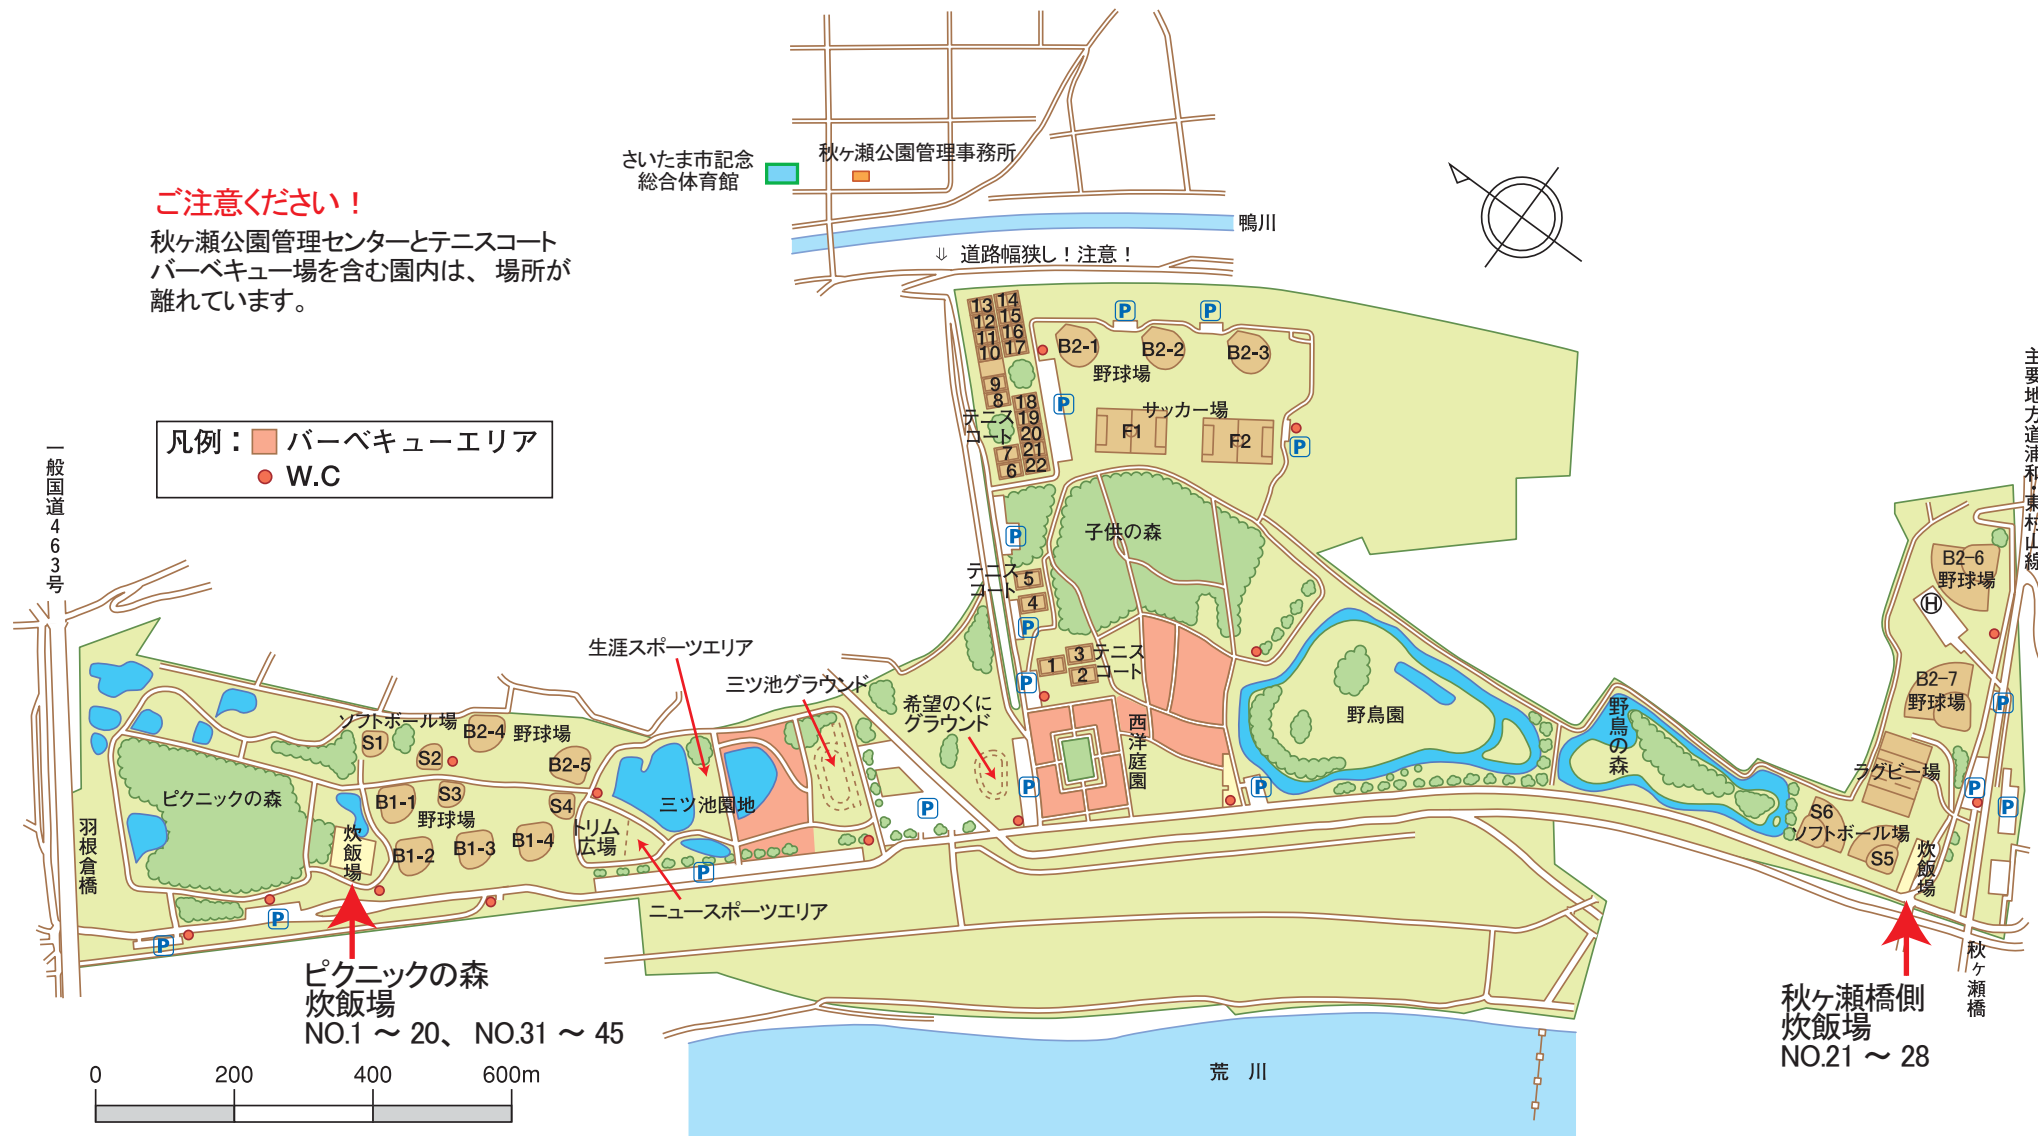 さいたま市記念
総合体育館
秋ヶ瀬公園管理事務所
ご注意ください！
秋ヶ瀬公園管理センターとテニスコート
バーベキュー場を含む園内は、場所が
離れています。
鴨川
⇓ 道路幅狭し！注意！
凡例： バーベキューエリア
W.C
一般国道463号
羽根倉橋
主要地方道浦和・東村山線
13 14
12 15
11 16
10 17
9
8
18
19
20
7 21
6 22
テニス
コート
P
P
B2-1
B2-2
B2-3
野球場
P
サッカー場
F1
F2
P
子供の森
P
テニス
コート
5
4
P
1
3
2
テニス
コート
P
B2-6
野球場
H
B2-7
野球場
P
生涯スポーツエリア
三ツ池グラウンド
希望のくに
グラウンド
西洋庭園
野鳥園
野鳥の森
ラグビー場
P
P
S6
ソフトボール場
S5
炊飯場
ソフトボール場
S1
S2
B2-4
野球場
B2-5
ピクニックの森
B1-1
S3
野球場
S4
B1-2
B1-3
B1-4
炊飯場
トリム
広場
三ツ池園地
P
P
P
P
P
P
ニュースポーツエリア
ピクニックの森
炊飯場
NO.1 ～ 20、 NO.31 ～ 45
秋ヶ瀬橋
秋ヶ瀬橋側
炊飯場
NO.21 ～ 28
荒 川
0 200 400 600m